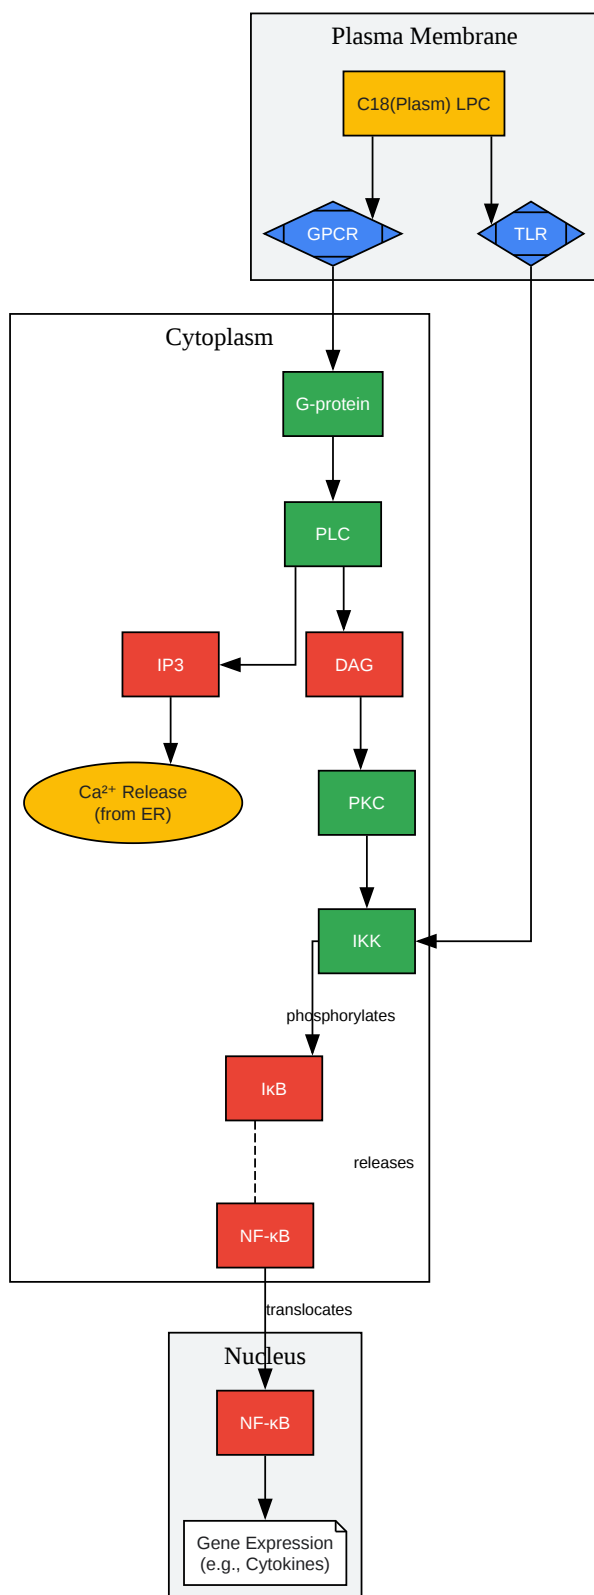 Plasma Membrane
C18(Plasm) LPC
GPCR
TLR
Cytoplasm
G-protein
PLC
IP3
DAG
Ca²⁺ Release
(from ER)
PKC
IKK
phosphorylates
IκB
releases
NF-κB
translocates
Nucleus
NF-κB
Gene Expression
(e.g., Cytokines)